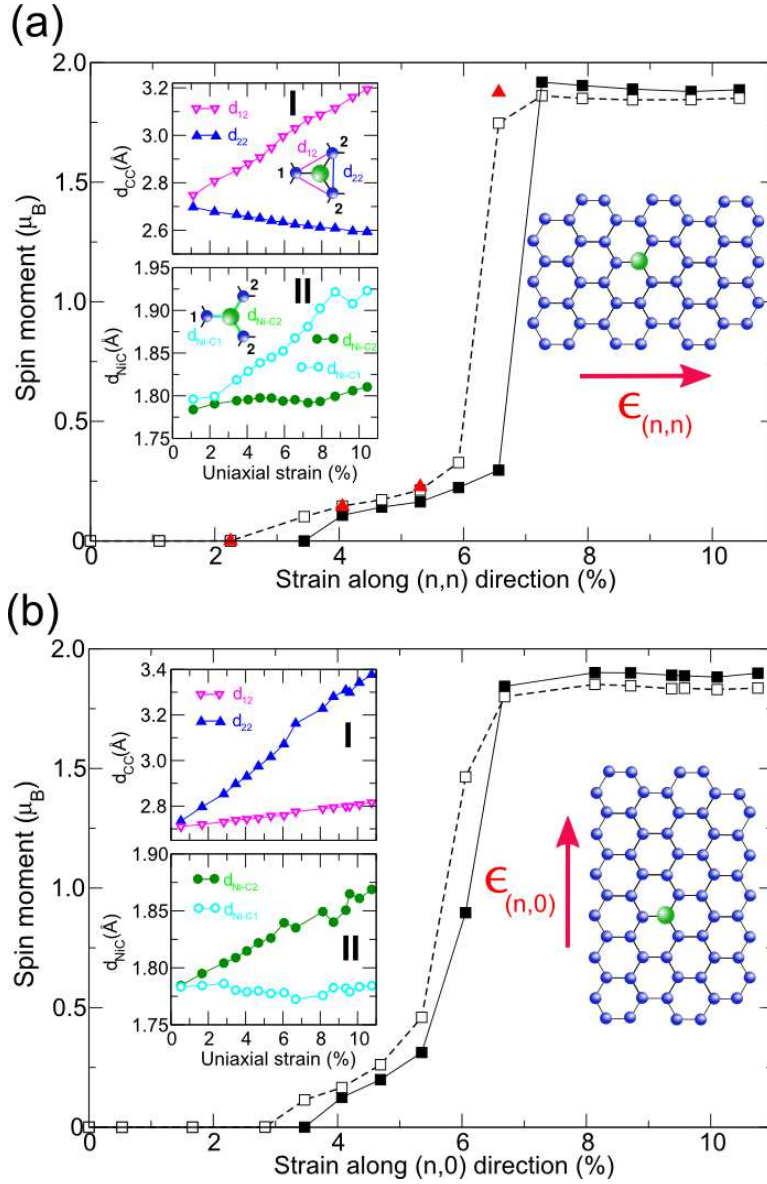 (a)
2.0
1.5
1.0
0.5
0
Spin moment (μB)
0 2 4 6 8 10
Strain along (n,n) direction (%)
3.2
3.0
2.8
2.6
dCC(Å)
d12
d22
I
d12
d22
1
2
2
1.95
1.90
1.85
1.80
1.75
dNiC(Å)
II
1
2
2
dNi-C2
dNi-C1
dNi-C2
dNi-C1
0 2 4 6 8 10
Uniaxial strain (%)
ϵ(n,n)
(b)
2.0
1.5
1.0
0.5
0
Spin moment (μB)
0 2 4 6 8 10
Strain along (n,0) direction (%)
3.4
3.2
3.0
2.8
dCC(Å)
d12
d22
I
1.90
1.85
1.80
1.75
dNiC(Å)
dNi-C2
dNi-C1
II
0 1 2 3 4 5 6 7 8 9 10
Uniaxial strain (%)
ϵ(n,0)